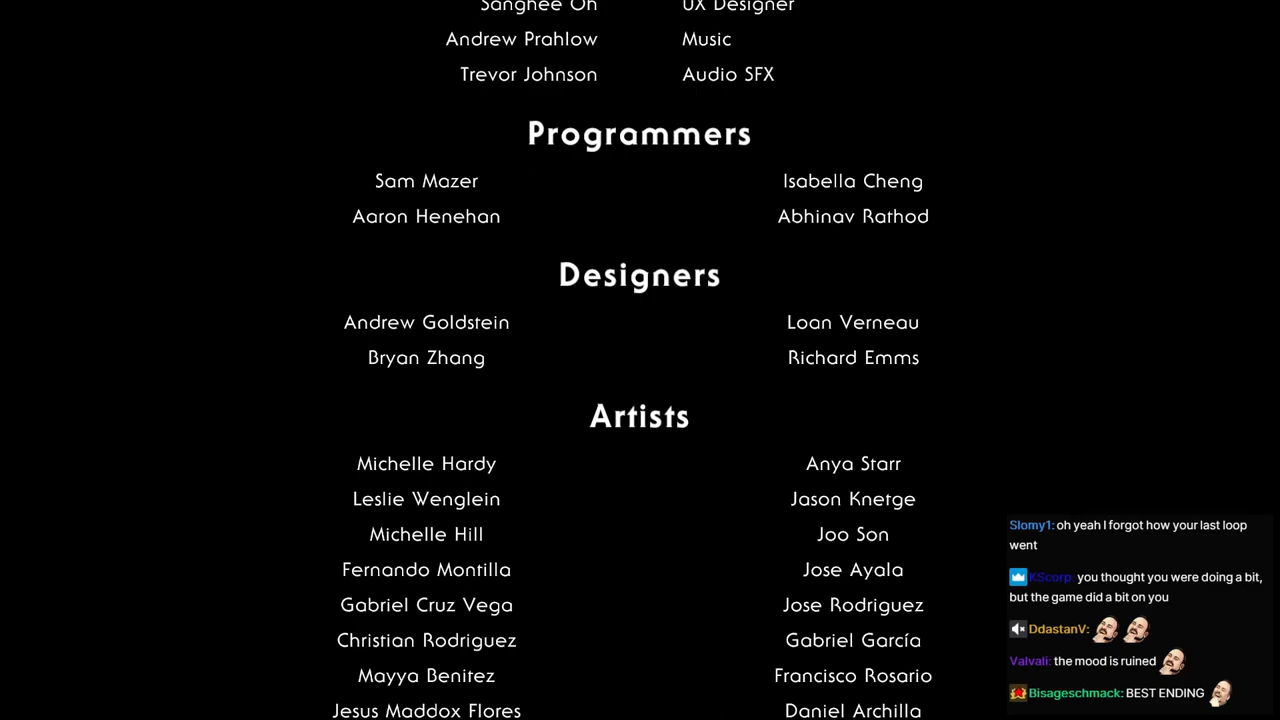 Sanghee Oh UX Designer
Andrew Prahlow Music
Trevor Johnson Audio SFX
Programmers
Sam Mazer Isabella Cheng
Aaron Henehan Abhinav Rathod
Designers
Andrew Goldstein Loan Verneau
Bryan Zhang Richard Emms
Artists
Michelle Hardy Anya Starr
Leslie Wenglein Jason Knetge
Michelle Hill Joo Son
Fernando Montilla Jose Ayala
Gabriel Cruz Vega Jose Rodriguez
Christian Rodriguez Gabriel García
Mayya Benitez Francisco Rosario
Jesus Maddox Flores Daniel Archilla
Slomy1: oh yeah I forgot how your last loop
went
KScorp: you thought you were doing a bit,
but the game did a bit on you
DdastanV:
Valvali: the mood is ruined
Bisageschmack: BEST ENDING